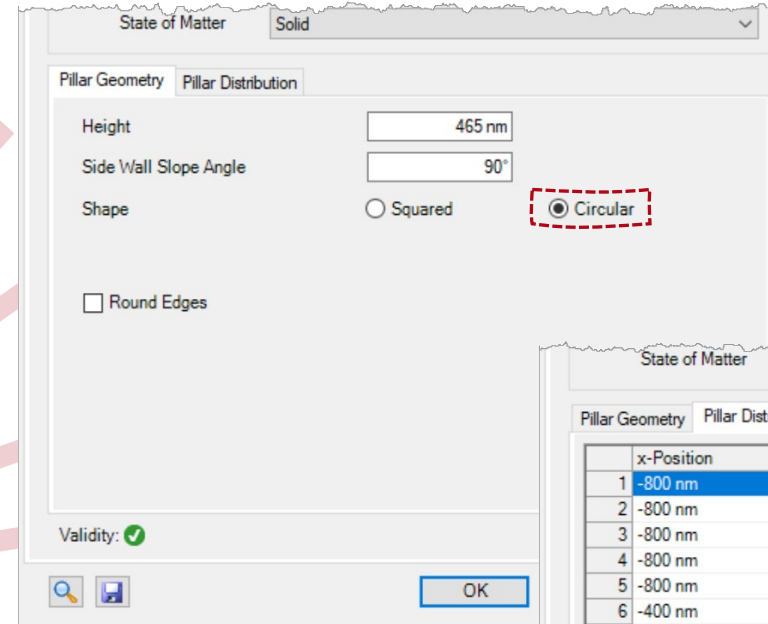 State of Matter Solid
Pillar Geometry Pillar Distribution
Height 465 nm
Side Wall Slope Angle 90°
Shape Squared Circular
Round Edges
Validity:
OK
State of Matter
Pillar Geometry Pillar Dist
x-Position
1 -800 nm
2 -800 nm
3 -800 nm
4 -800 nm
5 -800 nm
6 -400 nm